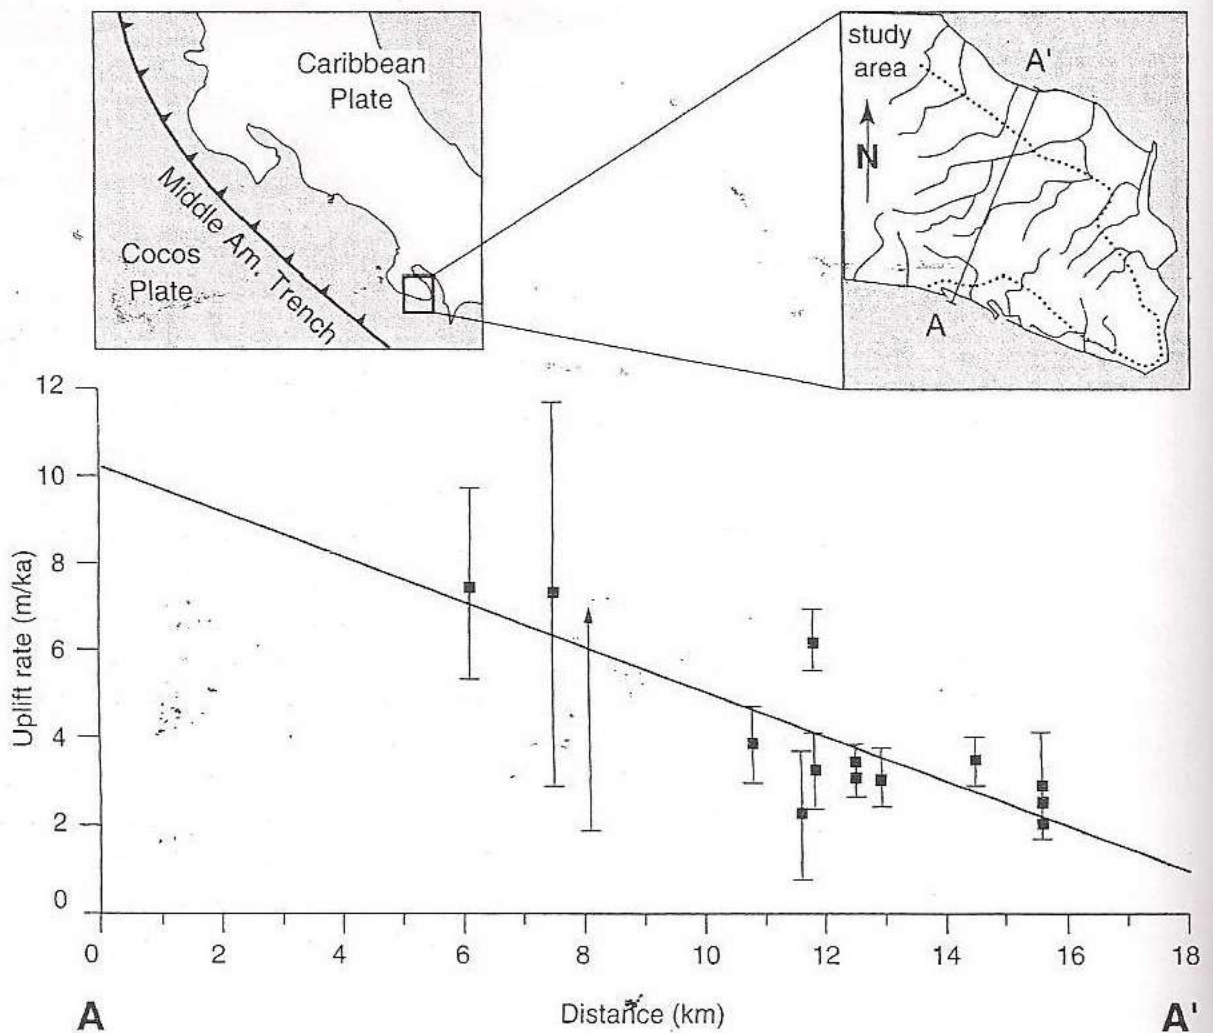 Caribbean
Plate
Middle Am. Trench
Cocos
Plate
study
area
A'
N
A
12
10
8
6
4
2
0
Uplift rate (m/ka)
0 2 4 6 8 10 12 14 16 18
A Distance (km) A'